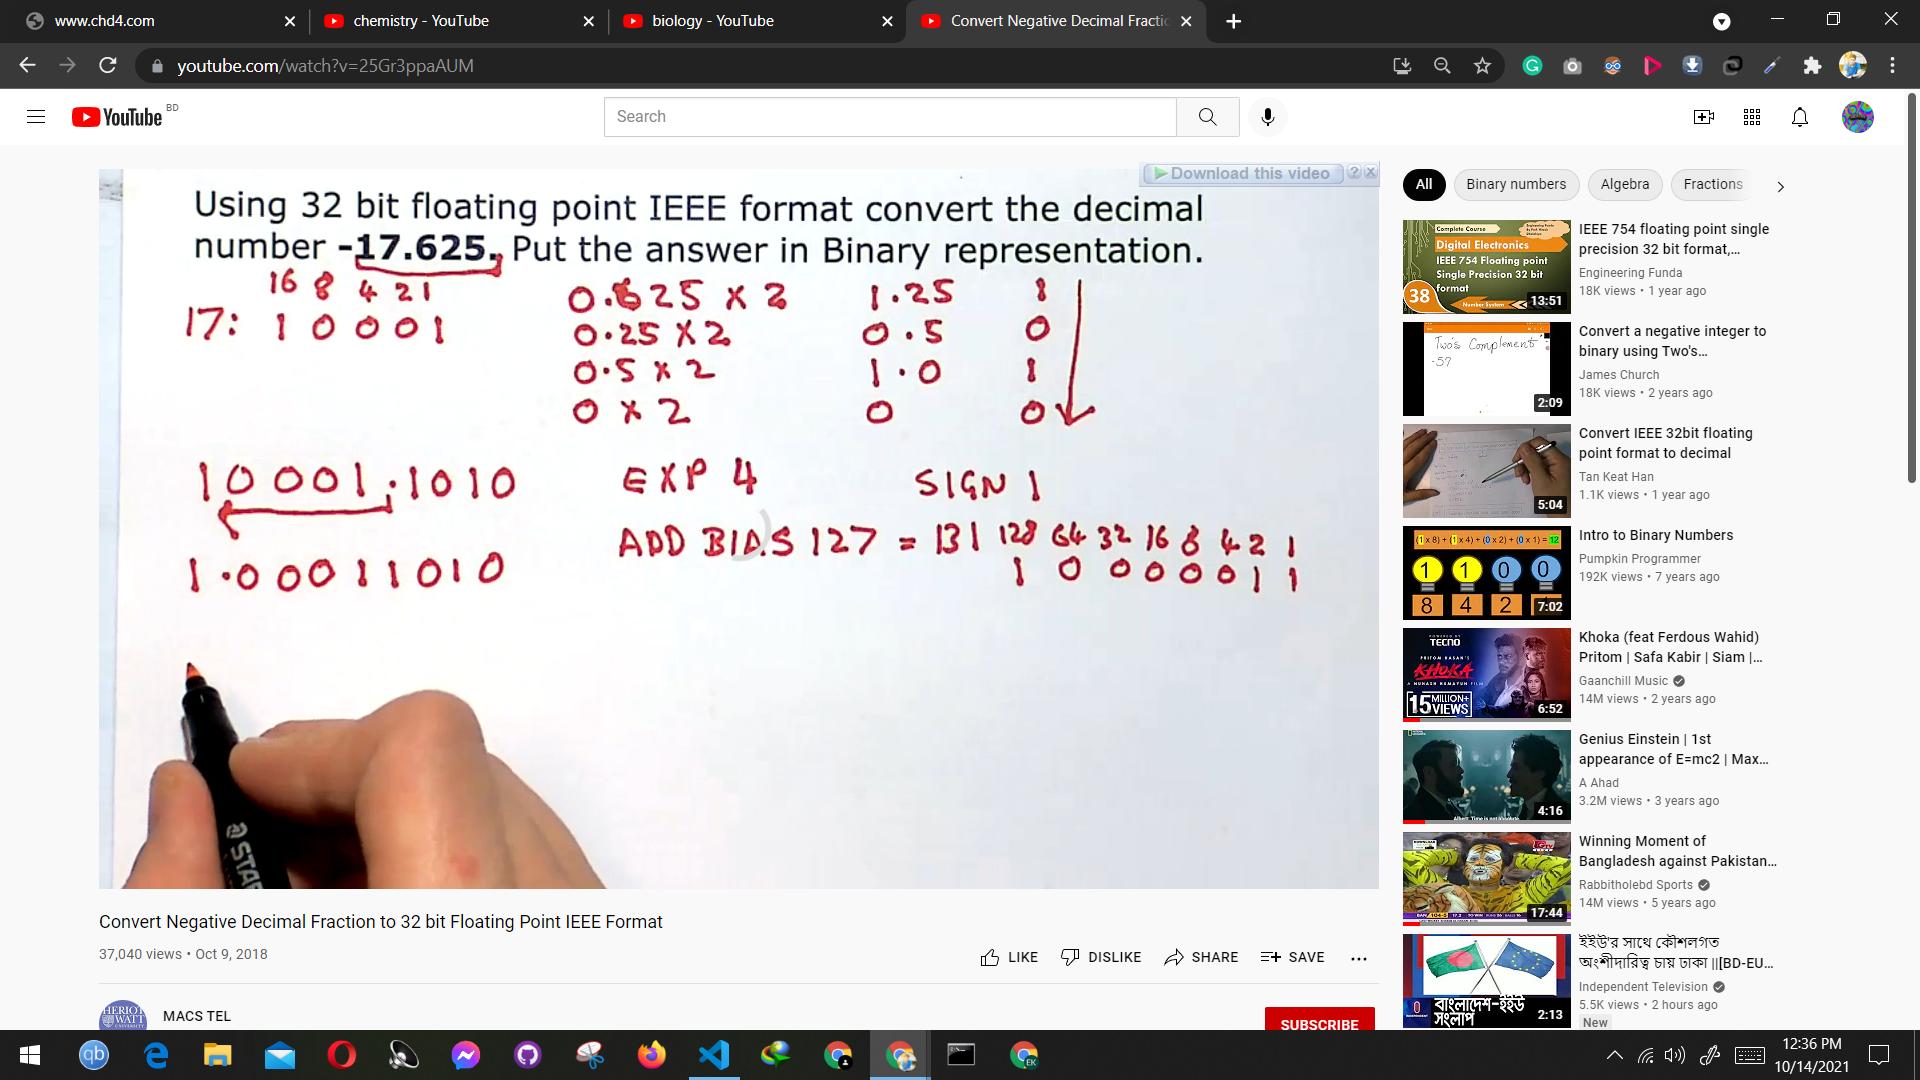 www.chd4.com
chemistry - YouTube
biology - YouTube
Convert Negative Decimal Fractic
youtube.com/watch?v=25Gr3ppaAUM
YouTube BD
Search
Download this video
Using 32 bit floating point IEEE format convert the decimal
number -17.625. Put the answer in Binary representation.
16 8 4 2 1
17: 1 0 0 0 1
0.625 x 2 1.25 1
0.25 x 2 0.5 0
0.5 x 2 1.0 1
0 x 2 0 0
10001.1010 EXP 4 SIGN 1
ADD BIAS 127 = 131 128 64 32 16 8 4 2 1
1.00011010 1 0 0 0 0 0 1 1
Convert Negative Decimal Fraction to 32 bit Floating Point IEEE Format
37,040 views • Oct 9, 2018
LIKE DISLIKE SHARE SAVE
HERIOT
WATT
UNIVERSITY
MACS TEL
SUBSCRIBE
All Binary numbers Algebra Fractions
Complete Course
Digital Electronics
IEEE 754 Floating point
Single Precision 32 bit
format
38
Number System
13:51
IEEE 754 floating point single
precision 32 bit format,...
Engineering Funda
18K views • 1 year ago
Two's Complement
-57
2:09
Convert a negative integer to
binary using Two's...
James Church
18K views • 2 years ago
5:04
Convert IEEE 32bit floating
point format to decimal
Tan Keat Han
1.1K views • 1 year ago
(1 x 8) + (1 x 4) + (0 x 2) + (0 x 1) = 12
1 1 0 0
8 4 2
7:02
Intro to Binary Numbers
Pumpkin Programmer
192K views • 7 years ago
POWERED BY
TECNO
PRITOM HASAN'S
KHOKA
15 MILLION+
VIEWS
6:52
Khoka (feat Ferdous Wahid)
Pritom | Safa Kabir | Siam |...
Gaanchill Music
14M views • 2 years ago
4:16
Genius Einstein | 1st
appearance of E=mc2 | Max...
A Ahad
3.2M views • 3 years ago
17:44
Winning Moment of
Bangladesh against Pakistan...
Rabbitholebd Sports
14M views • 5 years ago
বাংলাদেশ-ইইউ
সংলাপ
2:13
ইইউ'র সাথে কৌশলগত
অংশীদারিত্ব চায় ঢাকা ||[BD-EU...
Independent Television
5.5K views • 2 hours ago
New
qb
EK
12:36 PM
10/14/2021